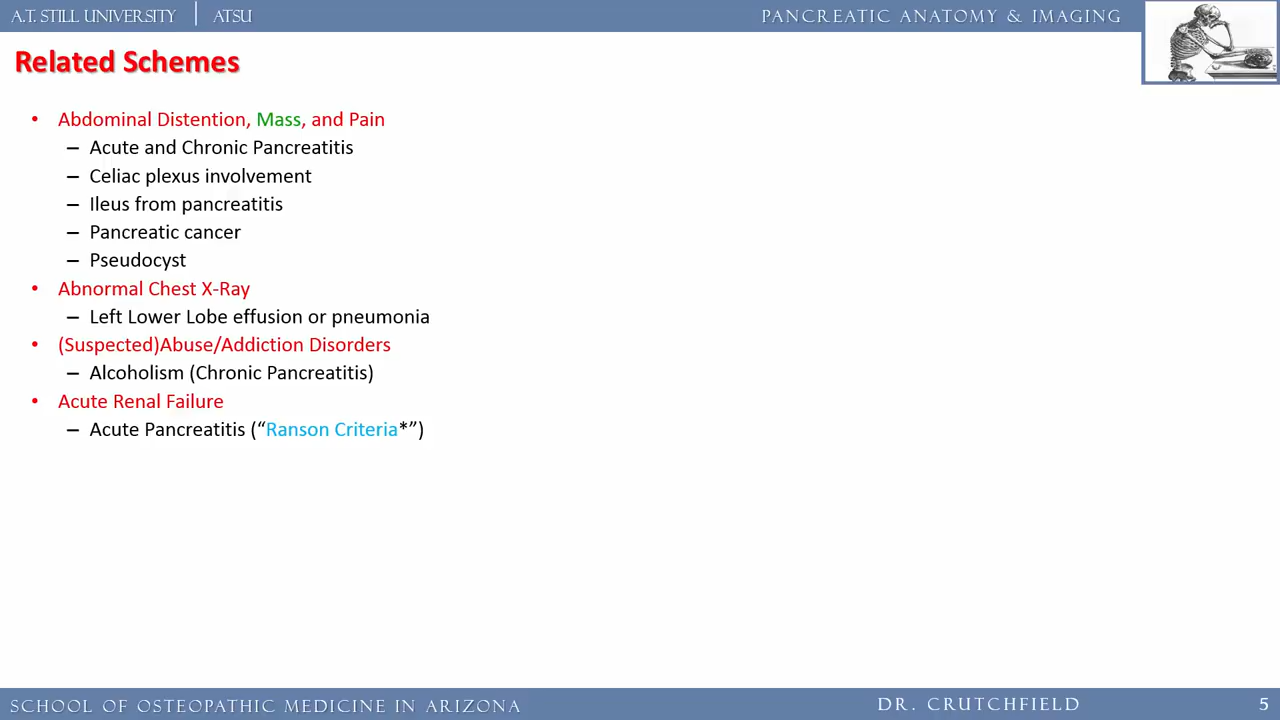 A.T. STILL UNIVERSITY | ATSU
PANCREATIC ANATOMY & IMAGING
Related Schemes
• Abdominal Distention, Mass, and Pain
– Acute and Chronic Pancreatitis
– Celiac plexus involvement
– Ileus from pancreatitis
– Pancreatic cancer
– Pseudocyst
• Abnormal Chest X-Ray
– Left Lower Lobe effusion or pneumonia
• (Suspected)Abuse/Addiction Disorders
– Alcoholism (Chronic Pancreatitis)
• Acute Renal Failure
– Acute Pancreatitis (“Ranson Criteria*”)
SCHOOL OF OSTEOPATHIC MEDICINE IN ARIZONA
DR. CRUTCHFIELD
5